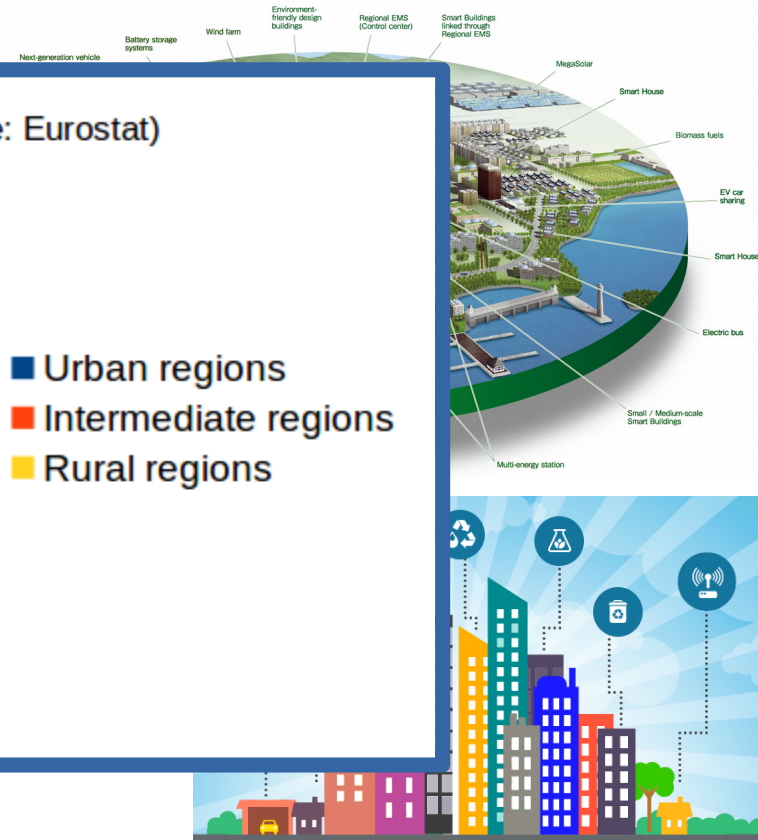 Environment-
friendly design
buildings
Regional EMS
(Control center)
Smart Buildings
linked through
Regional EMS
Wind farm
Battery storage
systems
Next-generation vehicle
MegaSolar
Smart House
Biomass fuels
EV car
sharing
Smart House
Electric bus
Small / Medium-scale
Smart Buildings
Multi-energy station
: Eurostat)
Urban regions
Intermediate regions
Rural regions